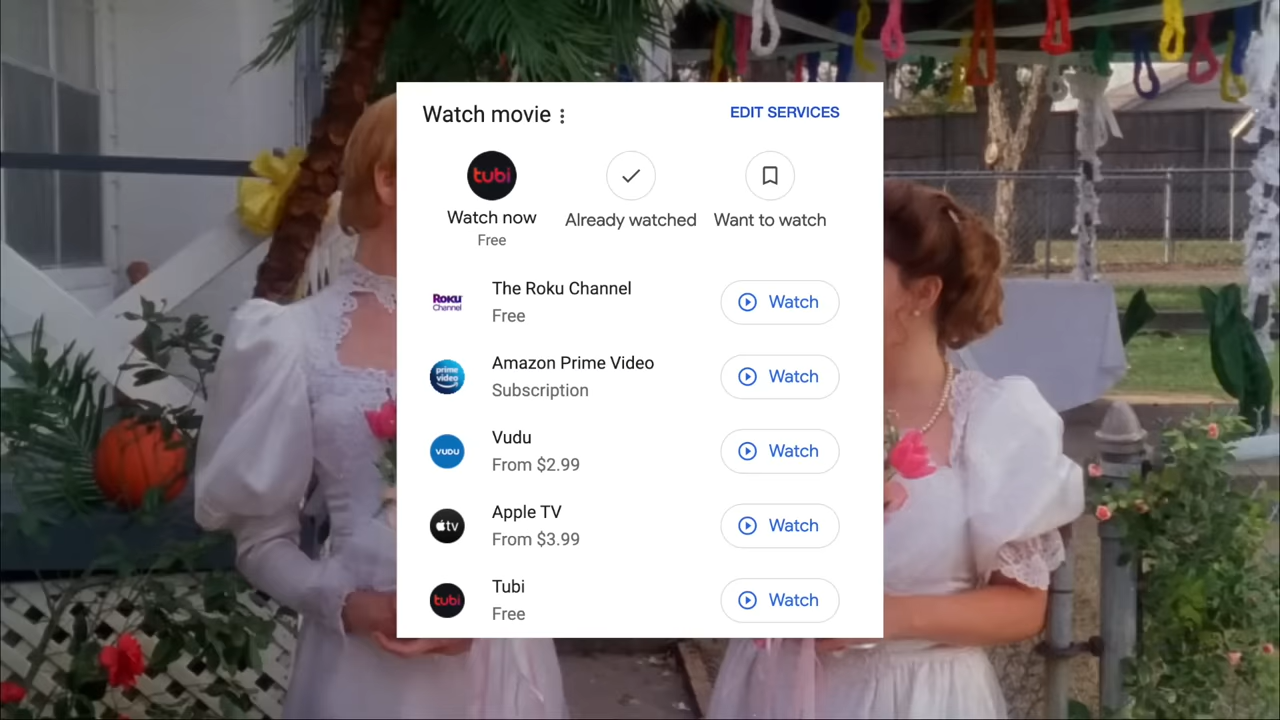 Watch movie
EDIT SERVICES
tubi
Watch now
Free
Already watched
Want to watch
ROKU
Channel
The Roku Channel
Free
Watch
prime
video
Amazon Prime Video
Subscription
Watch
VUDU
Vudu
From $2.99
Watch
tv
Apple TV
From $3.99
Watch
tubi
Tubi
Free
Watch